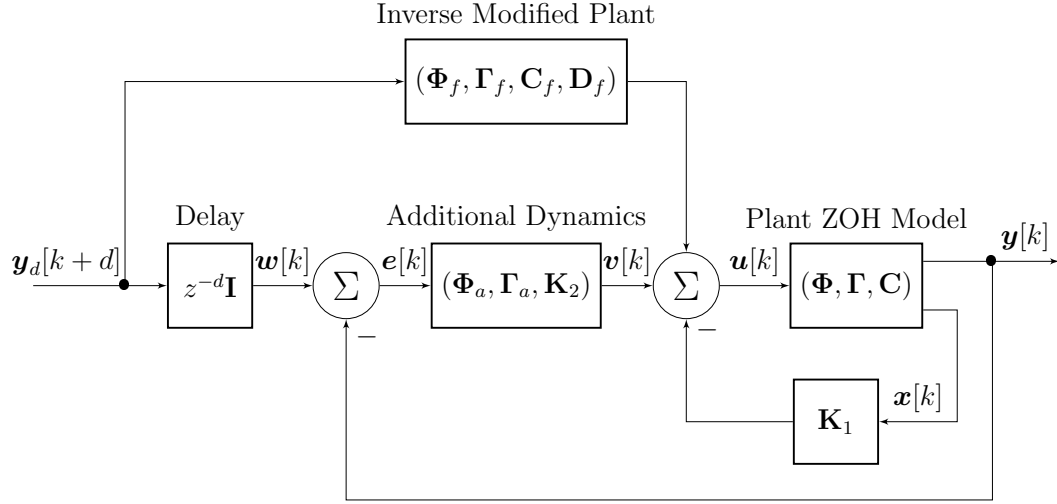 Inverse Modified Plant
(Φ_f, Γ_f, C_f, D_f)
Delay
Additional Dynamics
Plant ZOH Model
y_d[k + d]
z^{-d}I
w[k]
Σ
−
e[k]
(Φ_a, Γ_a, K_2)
v[k]
Σ
−
u[k]
(Φ, Γ, C)
y[k]
x[k]
K_1